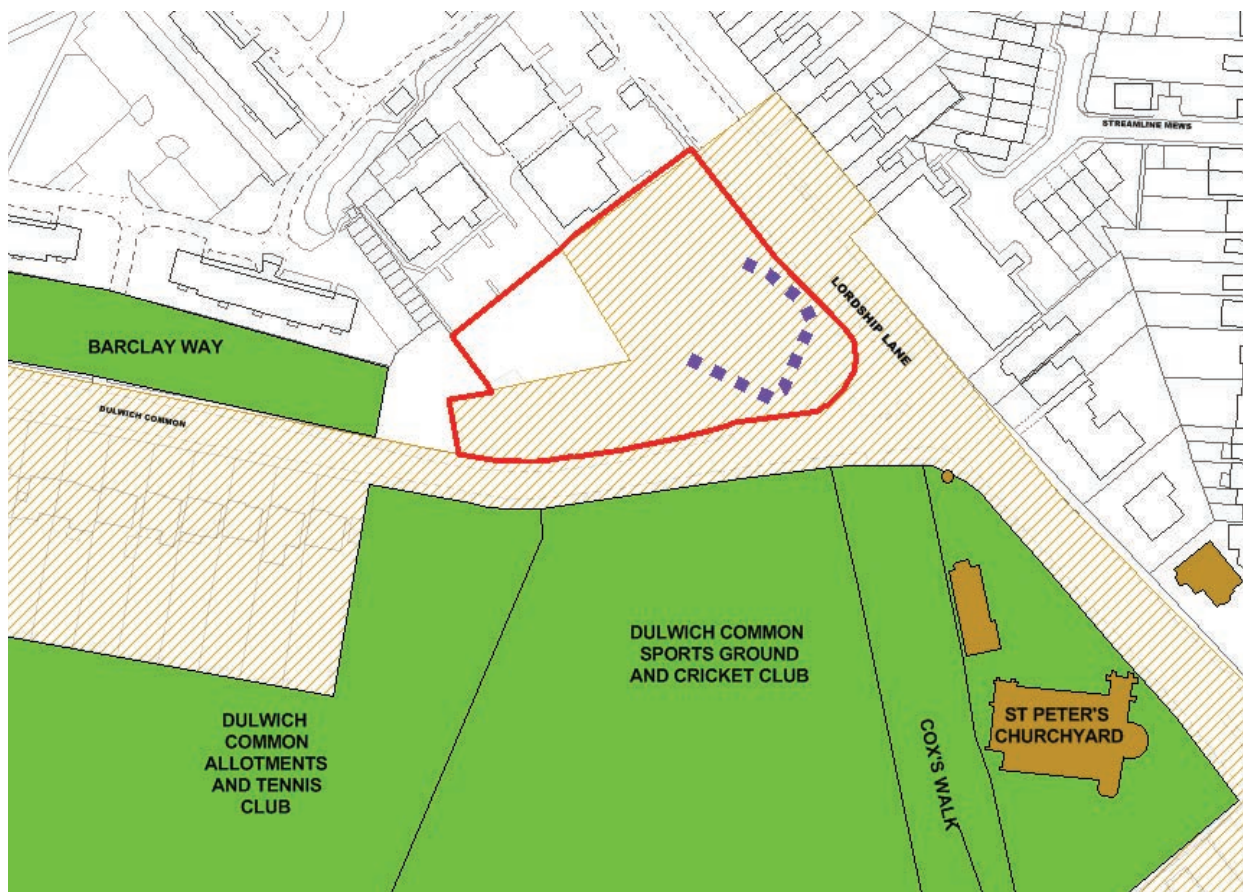 STREAMLINE MEWS
LORDSHIP LANE
BARCLAY WAY
DULWICH COMMON
DULWICH COMMON
SPORTS GROUND
AND CRICKET CLUB
ST PETER'S
CHURCHYARD
DULWICH
COMMON
ALLOTMENTS
AND TENNIS
CLUB
COX'S WALK